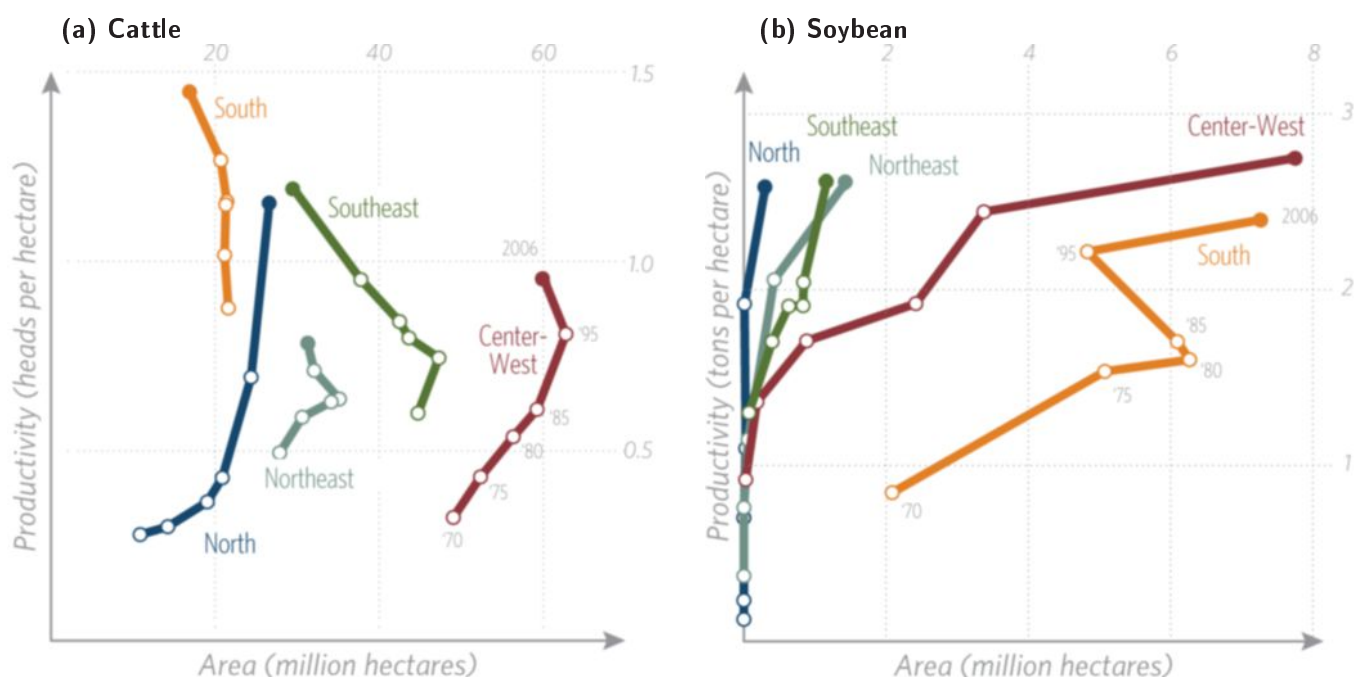 (a) Cattle
20
40
60
1.5
1.0
0.5
South
Southeast
2006
Center-
West
'95
'85
'80
'75
'70
Northeast
North
Productivity (heads per hectare)
Area (million hectares)
(b) Soybean
2
4
6
8
3
2
1
Southeast
North
Northeast
Center-West
2006
'95
South
'85
'80
'75
'70
Productivity (tons per hectare)
Area (million hectares)